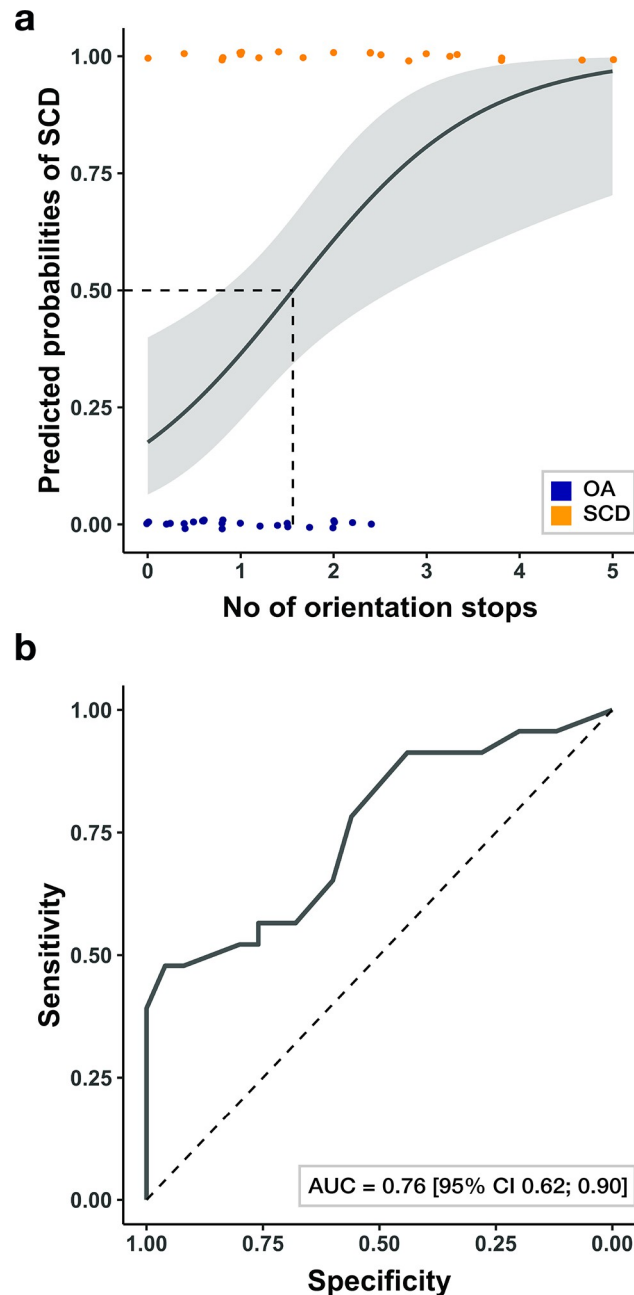 a
Predicted probabilities of SCD
1.00
0.75
0.50
0.25
0.00
OA
SCD
0 1 2 3 4 5
No of orientation stops
b
Sensitivity
1.00
0.75
0.50
0.25
0.00
AUC = 0.76 [95% CI 0.62; 0.90]
1.00 0.75 0.50 0.25 0.00
Specificity